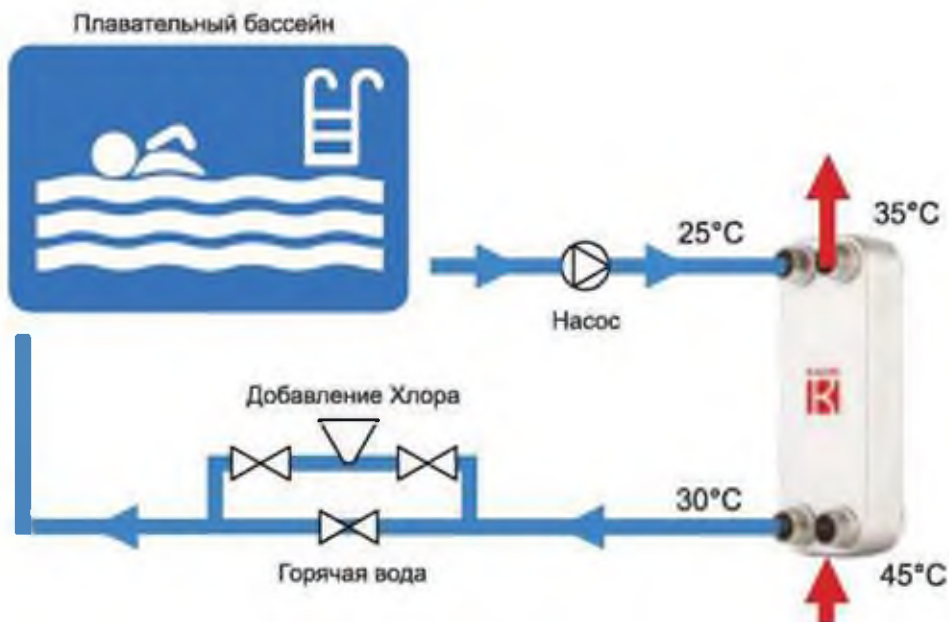 Плавательный бассейн
25°C
35°C
Насос
Добавление Хлора
30°C
Горячая вода
45°C